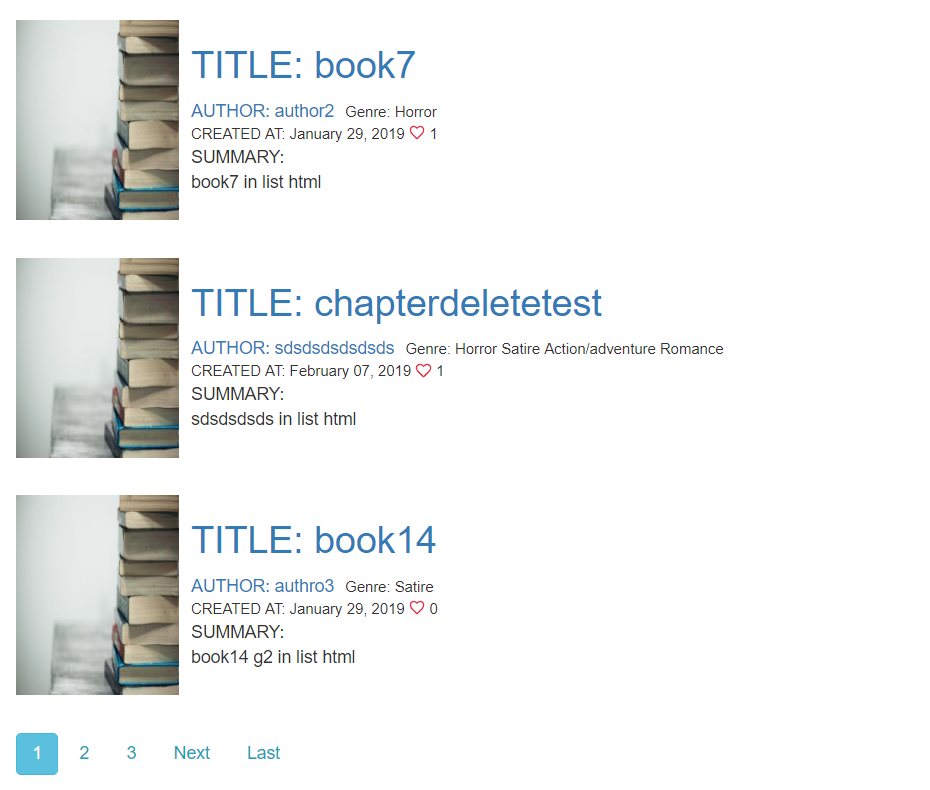 TITLE: book7
AUTHOR: author2 Genre: Horror
CREATED AT: January 29, 2019 1
SUMMARY:
book7 in list html
TITLE: chapterdeletetest
AUTHOR: sdsdsdsdsdsds Genre: Horror Satire Action/adventure Romance
CREATED AT: February 07, 2019 1
SUMMARY:
sdsdsdsds in list html
TITLE: book14
AUTHOR: authro3 Genre: Satire
CREATED AT: January 29, 2019 0
SUMMARY:
book14 g2 in list html
1 2 3 Next Last